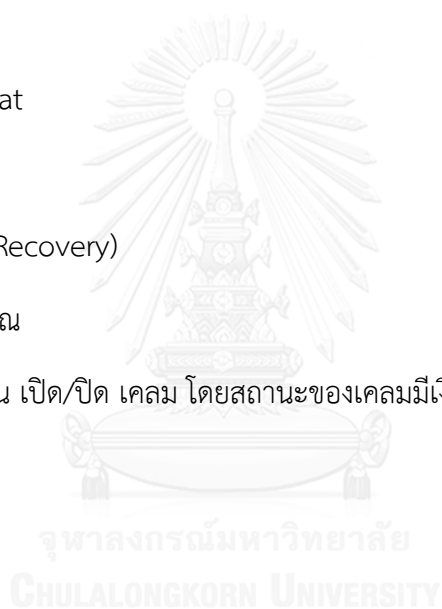 at
Recovery)
ณ
น เปิด/ปิด เคลม โดยสถานะของเคลมมีเงิ
จุฬาลงกรณ์มหาวิทยาลัย
CHULALONGKORN UNIVERSITY